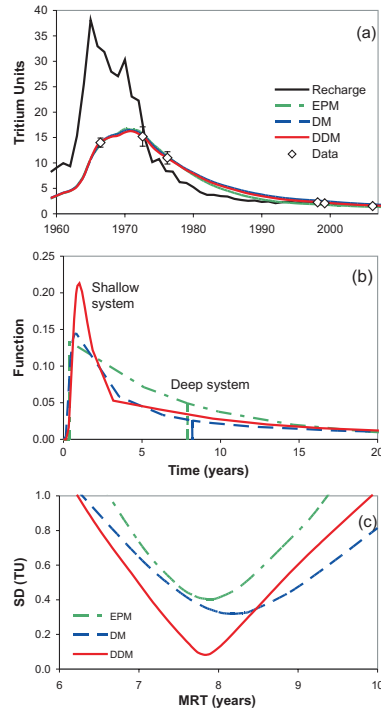 40
(a)
35
30
25
20
15
10
5
0
Tritium Units
Recharge
EPM
DM
DDM
Data
1960
1970
1980
1990
2000
0.25
(b)
0.20
0.15
0.10
0.05
0.00
Function
Shallow
system
Deep system
0
5
10
15
20
Time (years)
1.0
0.8
0.6
0.4
0.2
0.0
SD (TU)
EPM
DM
DDM
(c)
6
7
8
9
10
MRT (years)